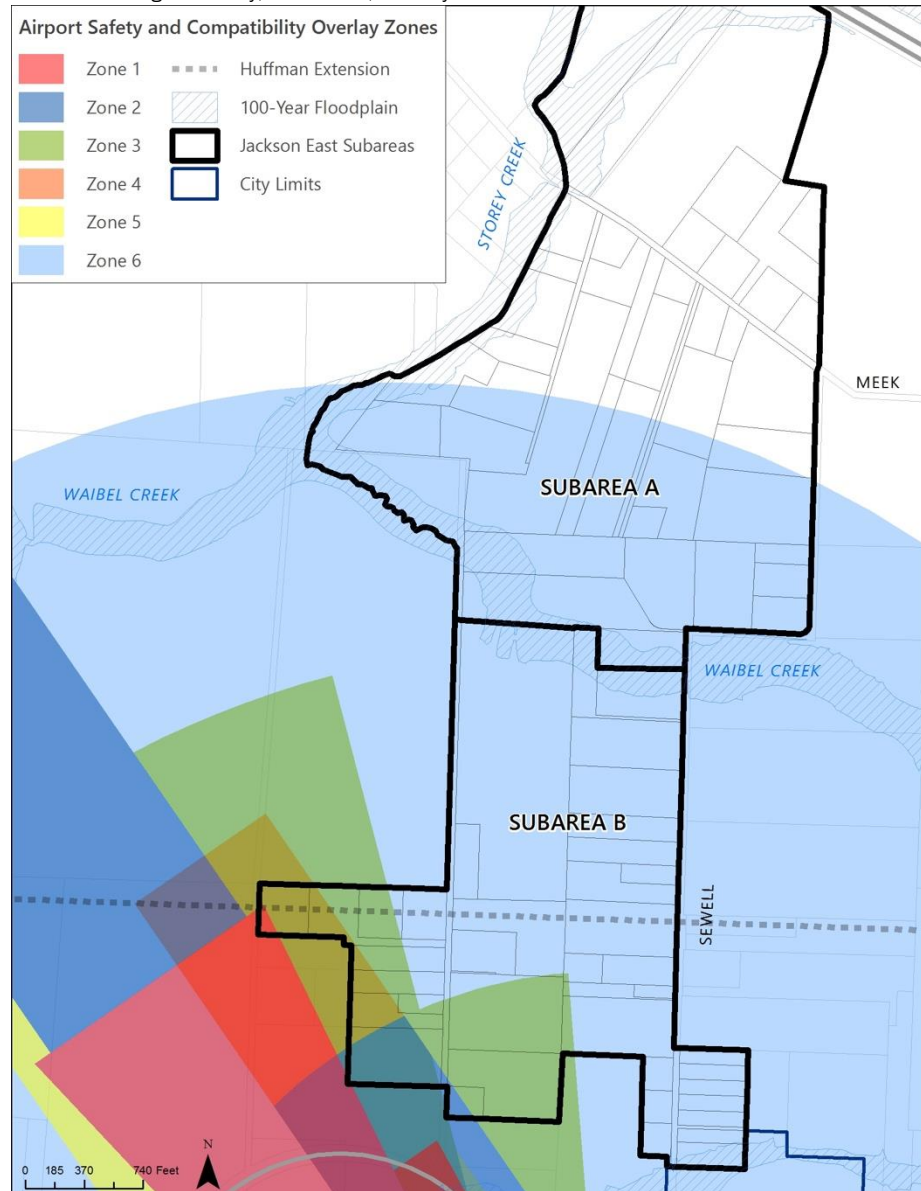 Airport Safety and Compatibility Overlay Zones
Zone 1
Zone 2
Zone 3
Zone 4
Zone 5
Zone 6
Huffman Extension
100-Year Floodplain
Jackson East Subareas
City Limits
STOREY CREEK
MEEK
WAIBEL CREEK
SUBAREA A
WAIBEL CREEK
SUBAREA B
SEWELL
N
0 185 370 740 Feet